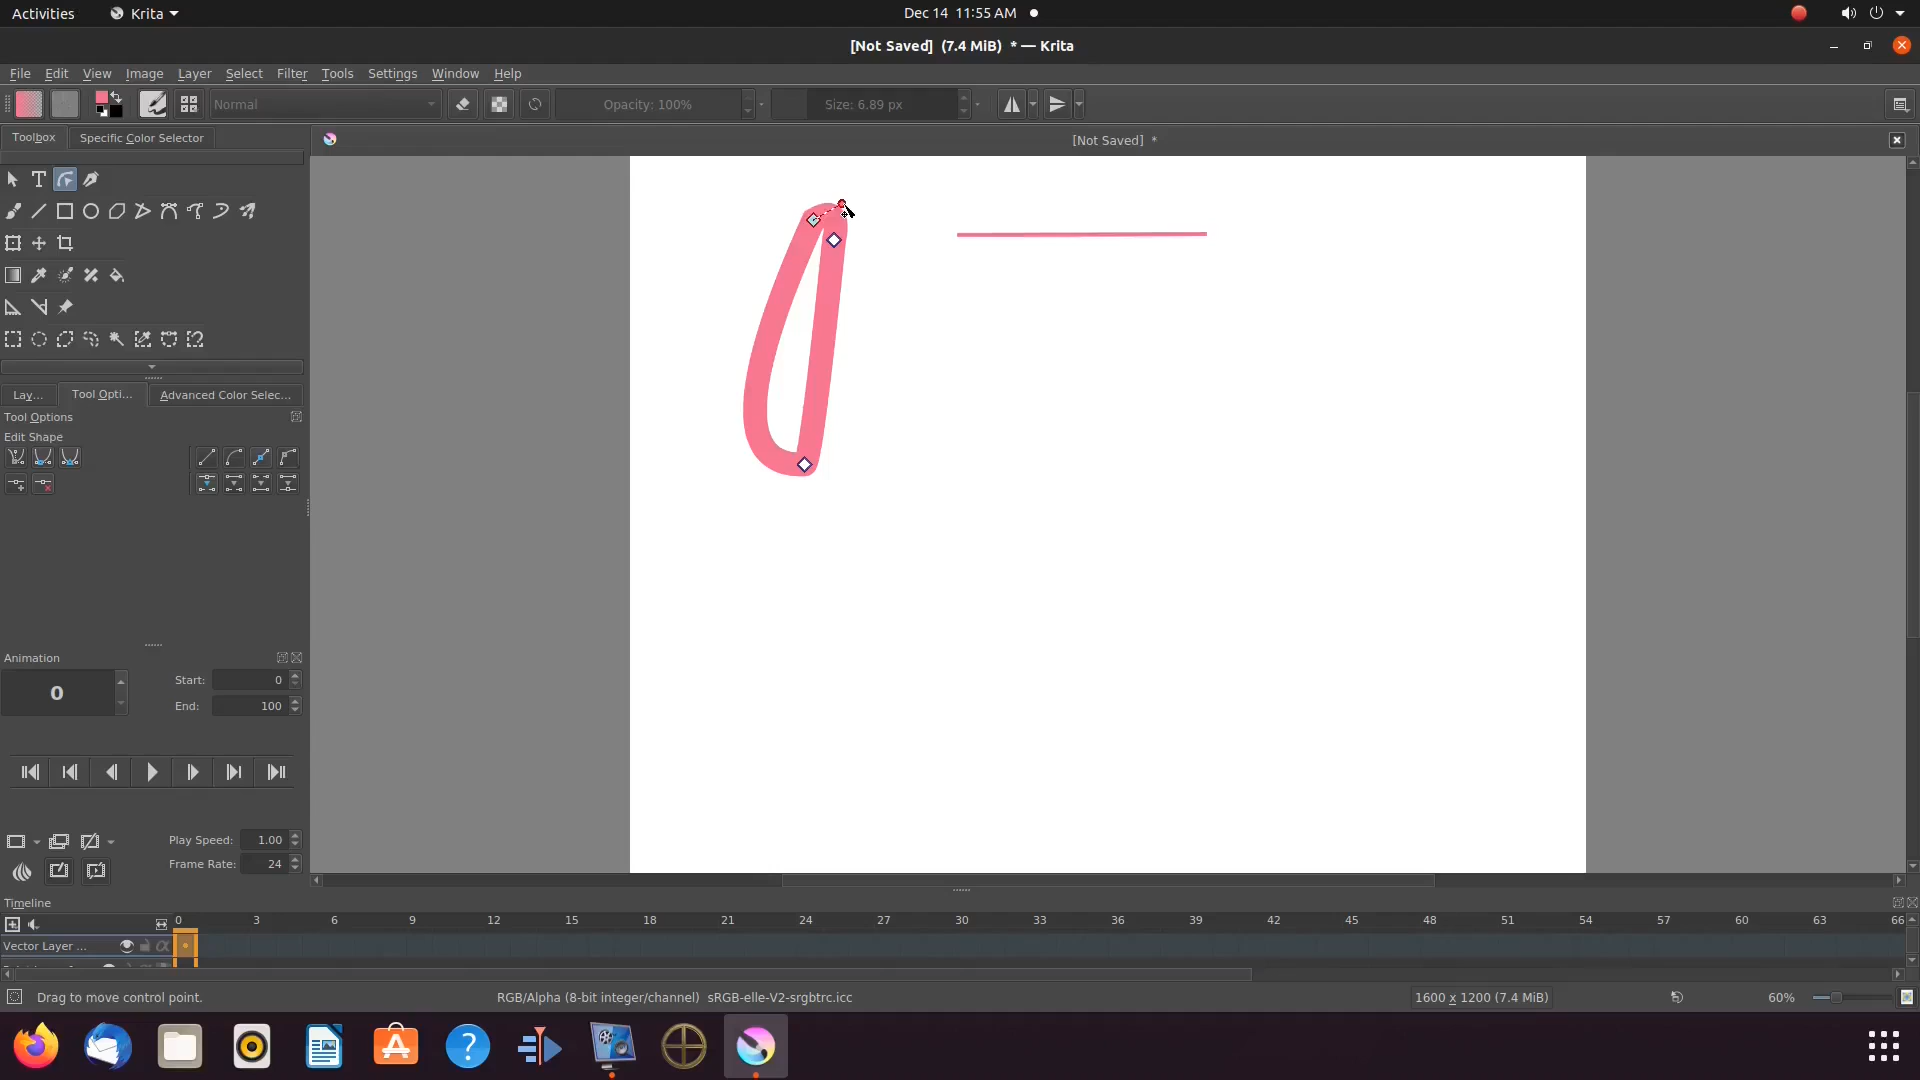 Activities Krita Dec 14 11:55 AM
[Not Saved] (7.4 MiB) * — Krita
File Edit View Image Layer Select Filter Tools Settings Window Help
Normal Opacity: 100% Size: 6.89 px
Toolbox Specific Color Selector [Not Saved] *
Lay... Tool Opti... Advanced Color Selec...
Tool Options
Edit Shape
Animation
0 Start: 0
End: 100
Play Speed: 1.00
Frame Rate: 24
Timeline
0 3 6 9 12 15 18 21 24 27 30 33 36 39 42 45 48 51 54 57 60 63 66
Vector Layer ...
Drag to move control point. RGB/Alpha (8-bit integer/channel) sRGB-elle-V2-srgbtrc.icc 1600 x 1200 (7.4 MiB) 60%